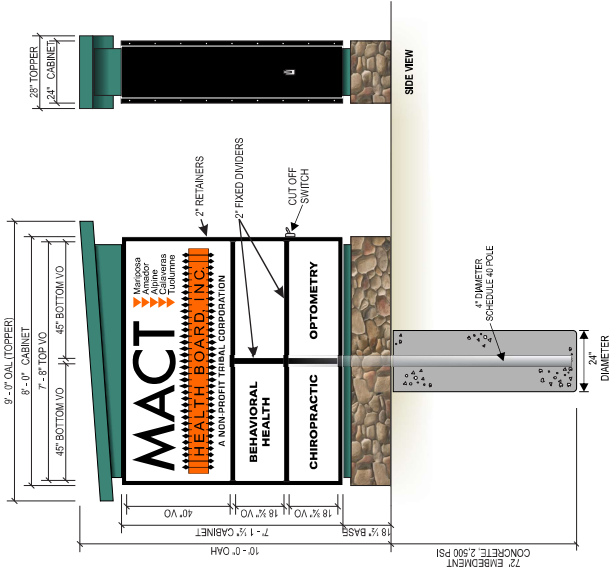 9' - 0" OAL (TOPPER)
8' - 0" CABINET
7' - 8" TOP VO
45" BOTTOM VO
45" BOTTOM VO
MACT
Mariposa
Amador
Alpine
Calaveras
Tuolumne
HEALTH BOARD, INC.
A NON-PROFIT TRIBAL CORPORATION
BEHAVIORAL
HEALTH
CHIROPRACTIC
OPTOMETRY
2" RETAINERS
2" FIXED DIVIDERS
CUT OFF
SWITCH
40" VO
18 ¾" VO
18 ¾" VO
7' - 1 ½" CABINET
18 ½" BASE
10' - 0" OAH
72" EMBEDMENT
CONCRETE, 2,500 PSI
4" DIAMETER
SCHEDULE 40 POLE
24"
DIAMETER
28" TOPPER
24" CABINET
SIDE VIEW